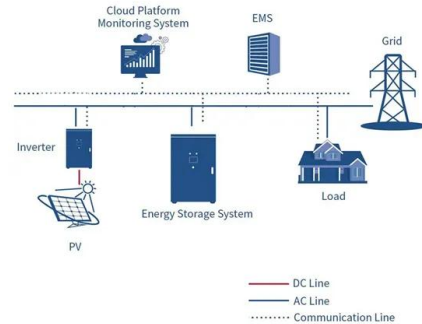 Cloud Platform
Monitoring System
EMS
Grid
Inverter
Energy Storage System
Load
PV
DC Line
AC Line
Communication Line